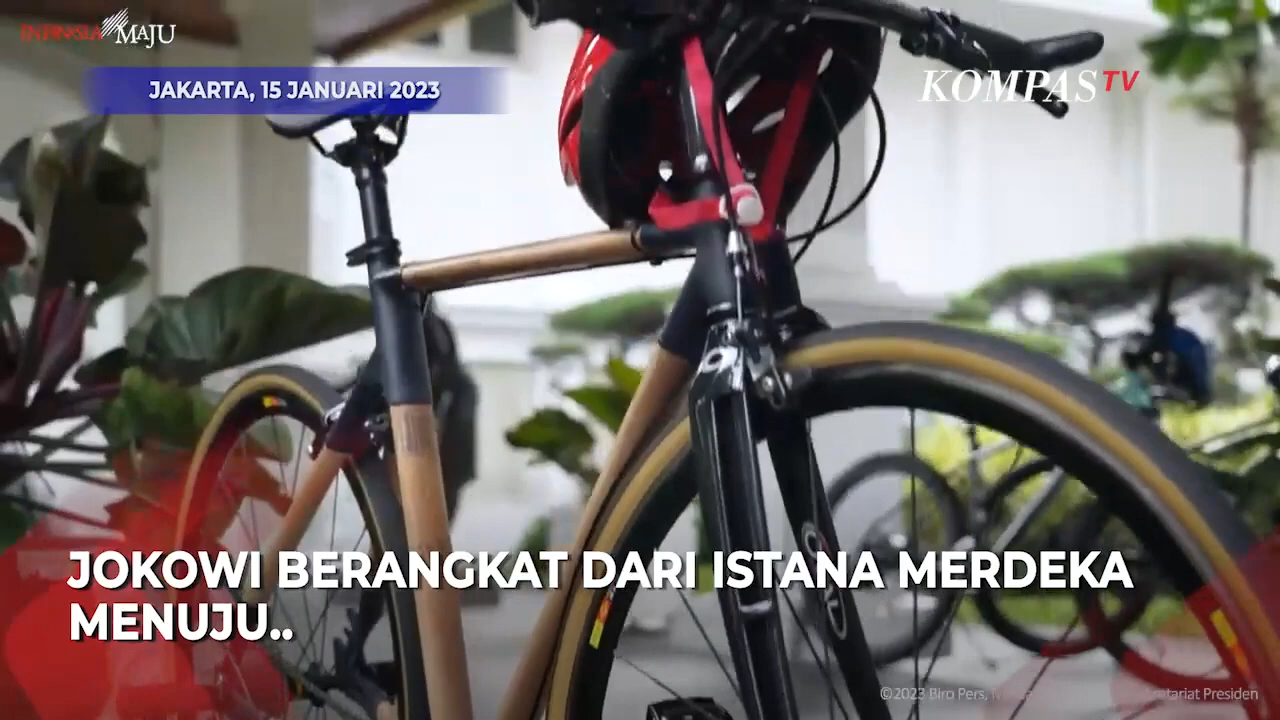 INDONESIA MAJU
JAKARTA, 15 JANUARI 2023
KOMPAS TV
JOKOWI BERANGKAT DARI ISTANA MERDEKA
MENUJU..
©2023 Biro Pers, Presiden